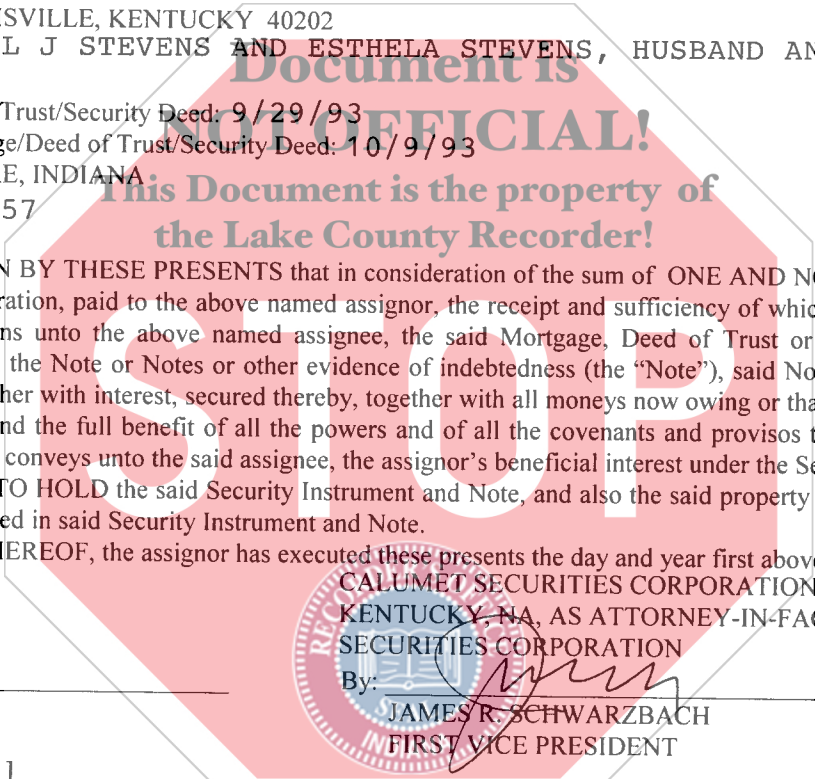 ISVILLE, KENTUCKY 40202
L J STEVENS AND ESTHELA STEVENS, HUSBAND AN
Document is
Trust/Security Deed: 9/29/93
NOT OFFICIAL!
ge/Deed of Trust/Security Deed: 10/9/93
E, INDIANA
This Document is the property of
57
the Lake County Recorder!
N BY THESE PRESENTS that in consideration of the sum of ONE AND NO
ration, paid to the above named assignor, the receipt and sufficiency of whic
ns unto the above named assignee, the said Mortgage, Deed of Trust or
the Note or Notes or other evidence of indebtedness (the “Note”), said No
her with interest, secured thereby, together with all moneys now owing or tha
nd the full benefit of all the powers and of all the covenants and provisos t
conveys unto the said assignee, the assignor’s beneficial interest under the Se
TO HOLD the said Security Instrument and Note, and also the said property
ed in said Security Instrument and Note.
STOP
HEREOF, the assignor has executed these presents the day and year first above
CALUMET SECURITIES CORPORATION
KENTUCKY, NA, AS ATTORNEY-IN-FAC
SECURITIES CORPORATION
By:
JAMES R. SCHWARZBACH
FIRST VICE PRESIDENT
RECORDER'S OFFICE
SEAL
INDIANA